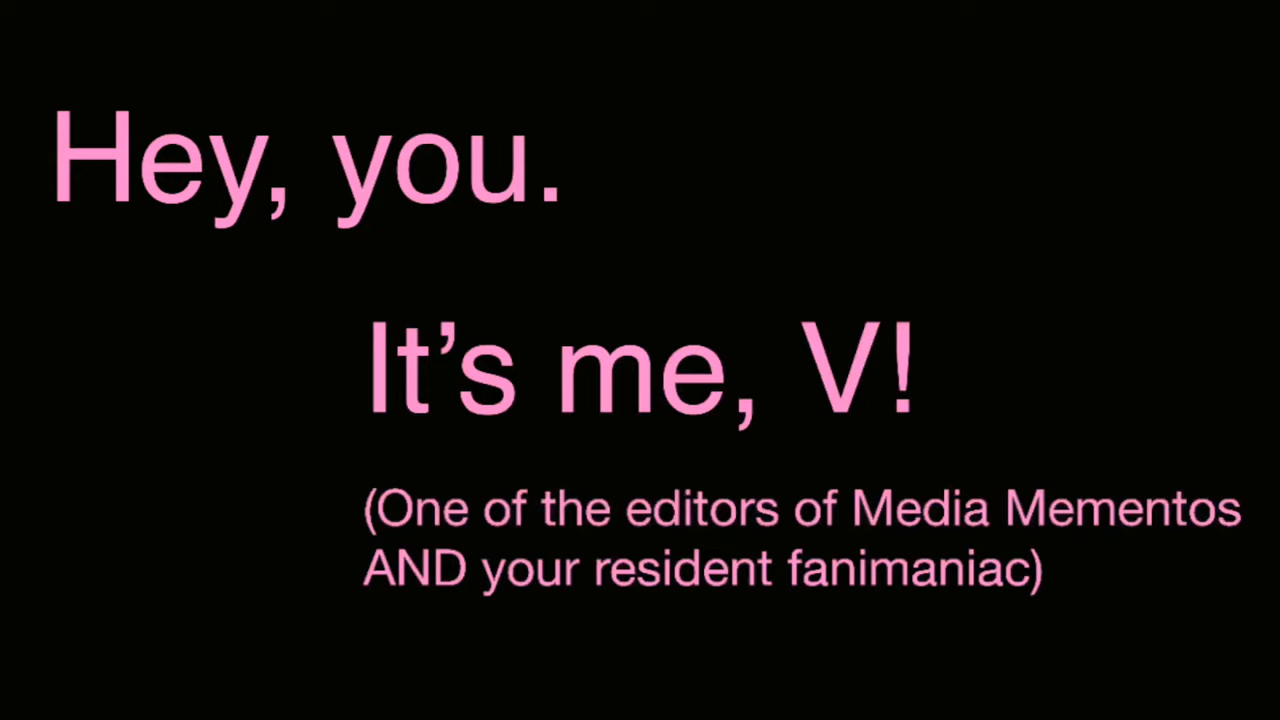 Hey, you.
It’s me, V!
(One of the editors of Media Mementos
AND your resident fanimaniac)